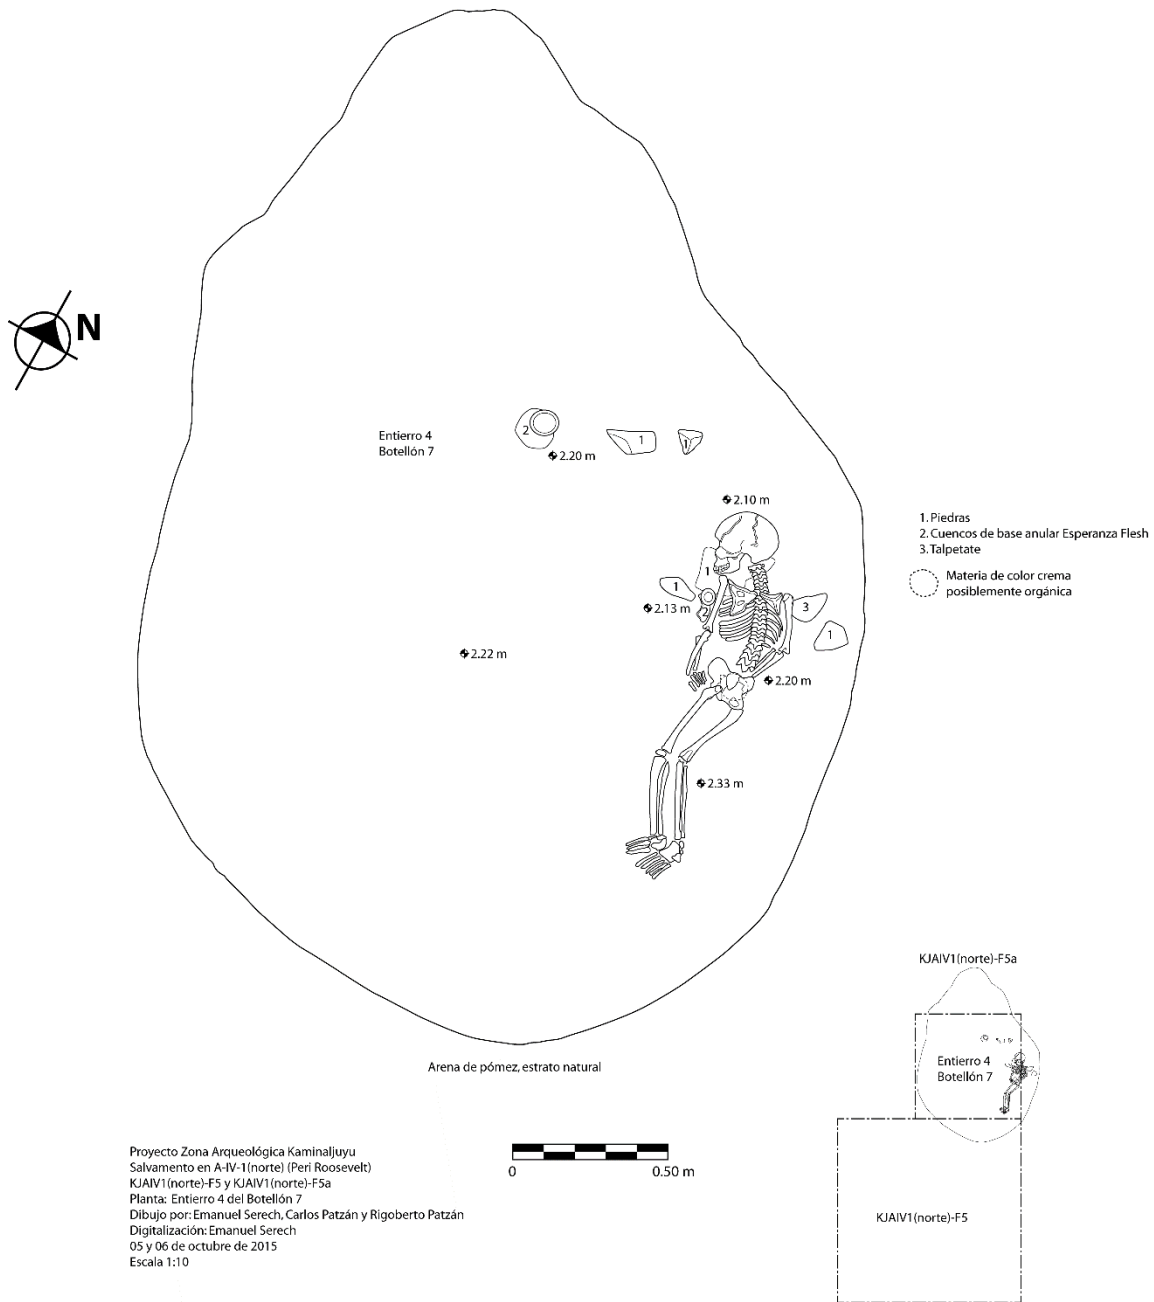 N
Entierro 4
Botellón 7
2
2.20 m
1
1
2.10 m
1. Piedras
2. Cuencos de base anular Esperanza Flesh
3. Talpetate
Materia de color crema
posiblemente orgánica
1
1
2
2.13 m
3
1
2.22 m
2.20 m
2.33 m
Arena de pómez, estrato natural
KJAIV1(norte)-F5a
Entierro 4
Botellón 7
KJAIV1(norte)-F5
0
0.50 m
Proyecto Zona Arqueológica Kaminaljuyu
Salvamento en A-IV-1(norte) (Peri Roosevelt)
KJAIV1(norte)-F5 y KJAIV1(norte)-F5a
Planta: Entierro 4 del Botellón 7
Dibujo por: Emanuel Serech, Carlos Patzán y Rigoberto Patzán
Digitalización: Emanuel Serech
05 y 06 de octubre de 2015
Escala 1:10